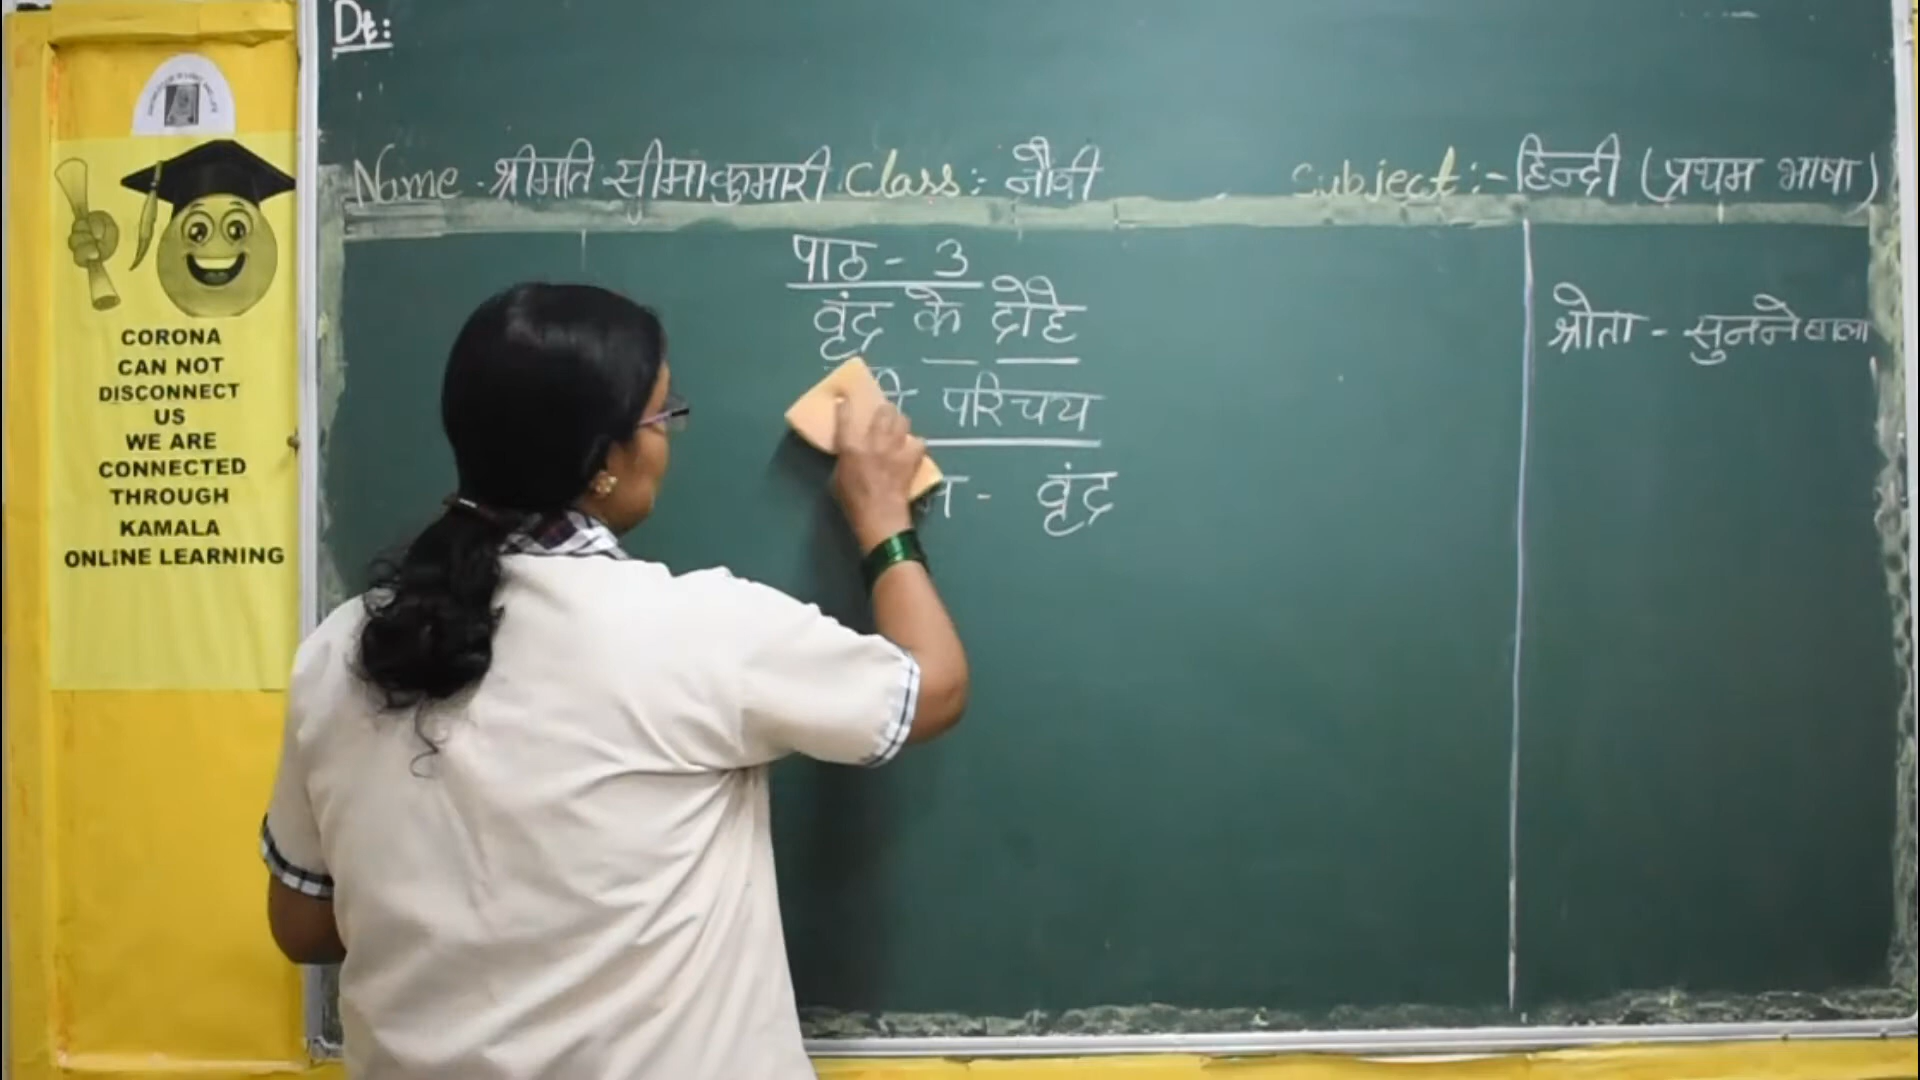 Dt:
Name - श्रीमति सीमा कुमारी Class:- नौवी Subject:- हिन्दी (प्रथम भाषा)
पाठ - 3
वृंद के दोहे
परिचय
- वृंद
श्रोता - सुनने वाला
CORONA
CAN NOT
DISCONNECT
US
WE ARE
CONNECTED
THROUGH
KAMALA
ONLINE LEARNING